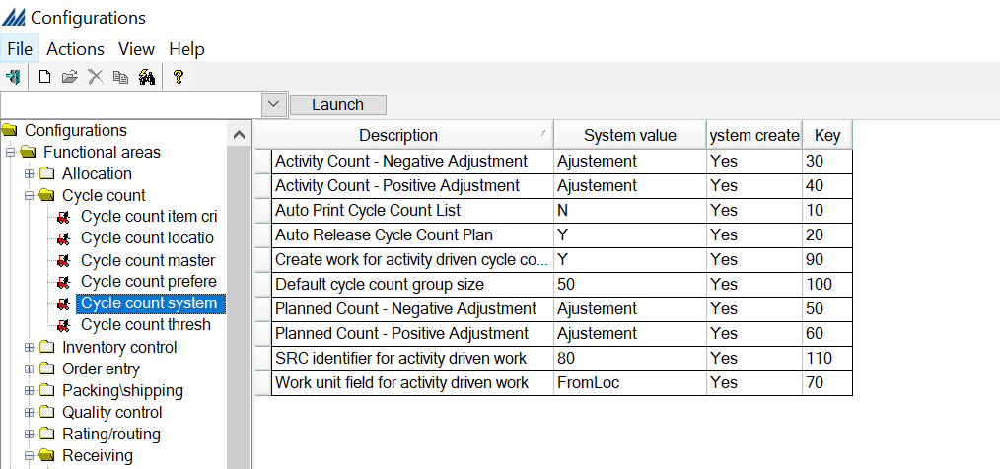 Configurations
File Actions View Help
Launch
Configurations
Functional areas
Allocation
Cycle count
Cycle count item cri
Cycle count locatio
Cycle count master
Cycle count prefere
Cycle count system
Cycle count thresh
Inventory control
Order entry
Packing\shipping
Quality control
Rating/routing
Receiving
Description System value ystem create Key
Activity Count - Negative Adjustment Ajustement Yes 30
Activity Count - Positive Adjustment Ajustement Yes 40
Auto Print Cycle Count List N Yes 10
Auto Release Cycle Count Plan Y Yes 20
Create work for activity driven cycle co... Y Yes 90
Default cycle count group size 50 Yes 100
Planned Count - Negative Adjustment Ajustement Yes 50
Planned Count - Positive Adjustment Ajustement Yes 60
SRC identifier for activity driven work 80 Yes 110
Work unit field for activity driven work FromLoc Yes 70